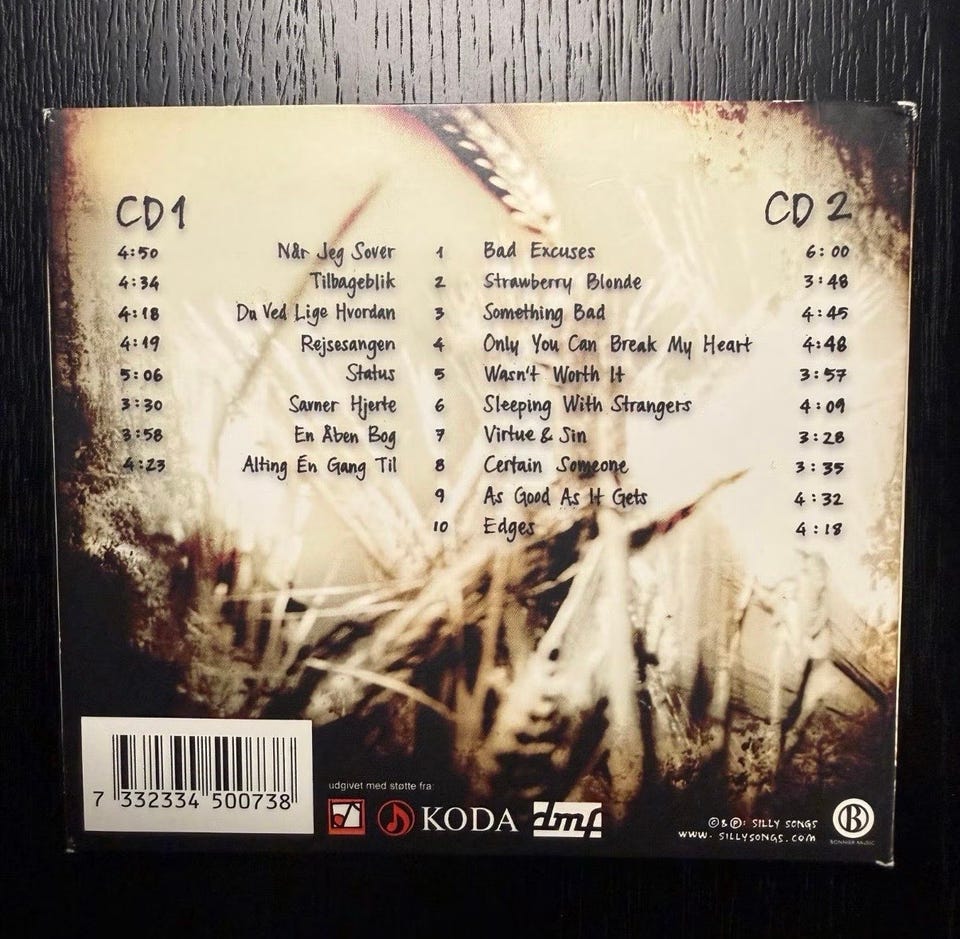 CD 1 CD 2
4:50 Når Jeg Sover 1 Bad Excuses 6:00
4:34 Tilbageblik 2 Strawberry Blonde 3:48
4:18 Du Ved Lige Hvordan 3 Something Bad 4:45
4:19 Rejsesangen 4 Only You Can Break My Heart 4:48
5:06 Status 5 Wasn't Worth It 3:57
3:30 Savner Hjerte 6 Sleeping With Strangers 4:09
3:58 En Åben Bog 7 Virtue & Sin 3:28
4:23 Alting Én Gang Til 8 Certain Someone 3:35
9 As Good As It Gets 4:32
10 Edges 4:18
udgivet med støtte fra:
KODA dmf
7 332334 500738
©&℗: SILLY SONGS
www.SILLYSONGS.COM
B
BONNIER MUSIC